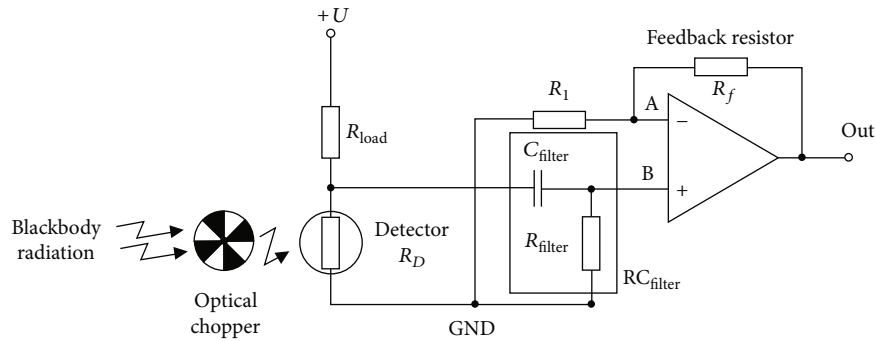 +U
Feedback resistor
R_f
R_1
A
−
R_load
C_filter
B
+
Out
Blackbody
radiation
Optical
chopper
Detector
R_D
R_filter
RC_filter
GND